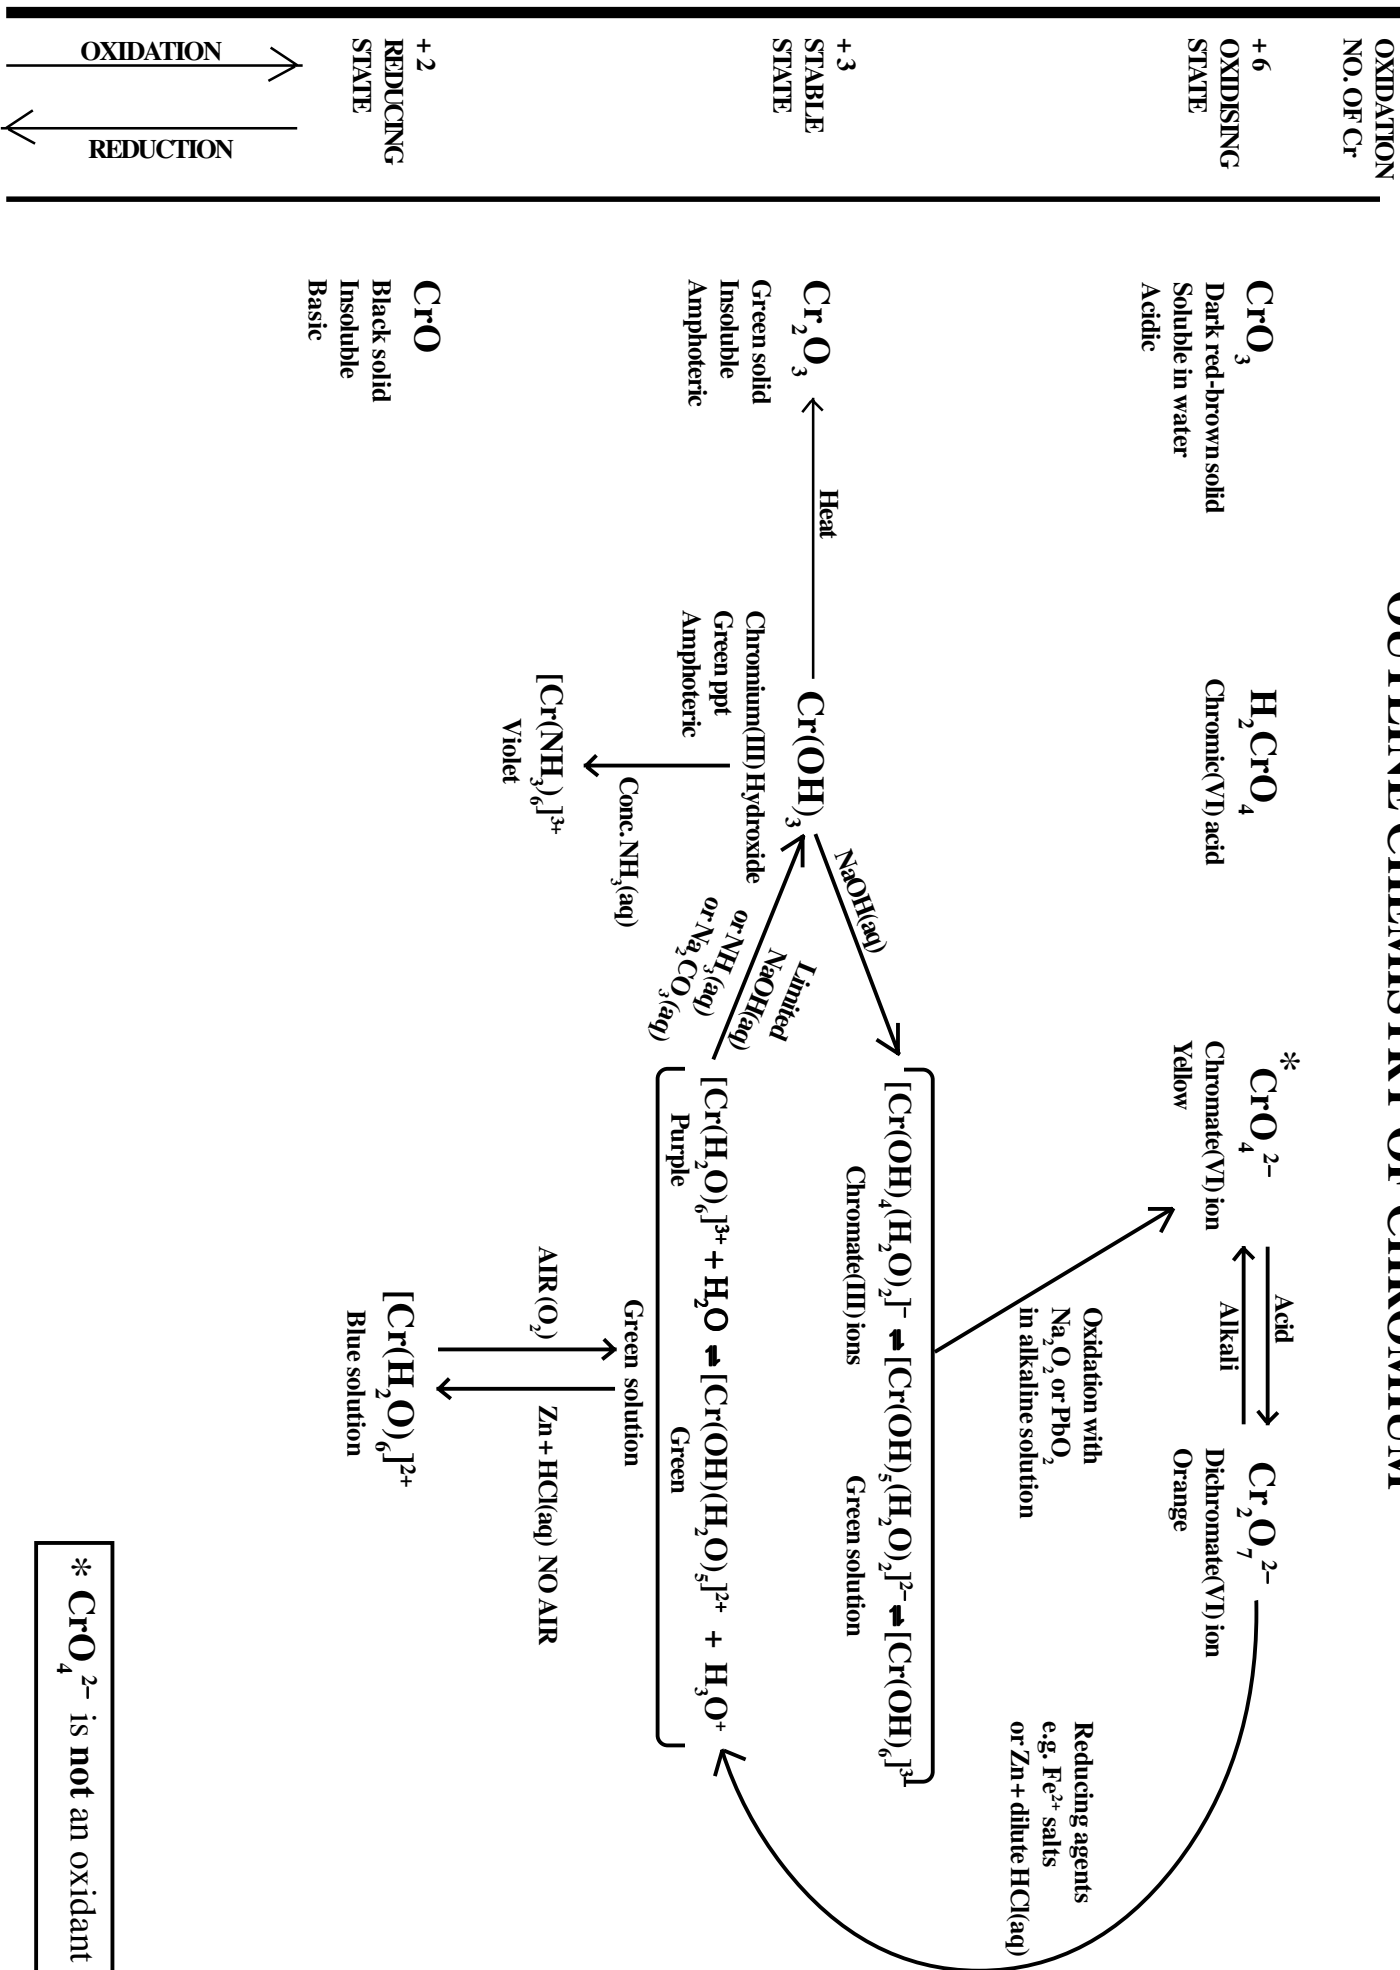 OUTLINE CHEMISTRY OF CHROMIUM
OXIDATION
NO. OF Cr
+ 6
OXIDISING
STATE
CrO₃
Dark red-brown solid
Soluble in water
Acidic
H₂CrO₄
Chromic(VI) acid
*
CrO₄²⁻
Chromate(VI) ion
Yellow
Acid
Alkali
Cr₂O₇²⁻
Dichromate(VI) ion
Orange
Oxidation with
Na₂O₂ or PbO₂
in alkaline solution
Reducing agents
e.g. Fe²⁺ salts
or Zn + dilute HCl(aq)
+ 3
STABLE
STATE
Cr₂O₃
Green solid
Insoluble
Amphoteric
Heat
Cr(OH)₃
Chromium(III) Hydroxide
Green ppt
Amphoteric
NaOH(aq)
[Cr(OH)₄(H₂O)₂]⁻ ⇌ [Cr(OH)₅(H₂O)₂]²⁻ ⇌ [Cr(OH)₆]³
Chromate(III) ions
Green solution
Limited
NaOH(aq)
or NH₃(aq)
or Na₂CO₃(aq)
[Cr(H₂O)₆]³⁺ + H₂O ⇌ [Cr(OH)(H₂O)₅]²⁺ + H₃O⁺
Purple
Green
Green solution
Conc. NH₃(aq)
[Cr(NH₃)₆]³⁺
Violet
AIR (O₂)
Zn + HCl(aq) NO AIR
+ 2
REDUCING
STATE
CrO
Black solid
Insoluble
Basic
[Cr(H₂O)₆]²⁺
Blue solution
OXIDATION
REDUCTION
* CrO₄²⁻ is not an oxidant